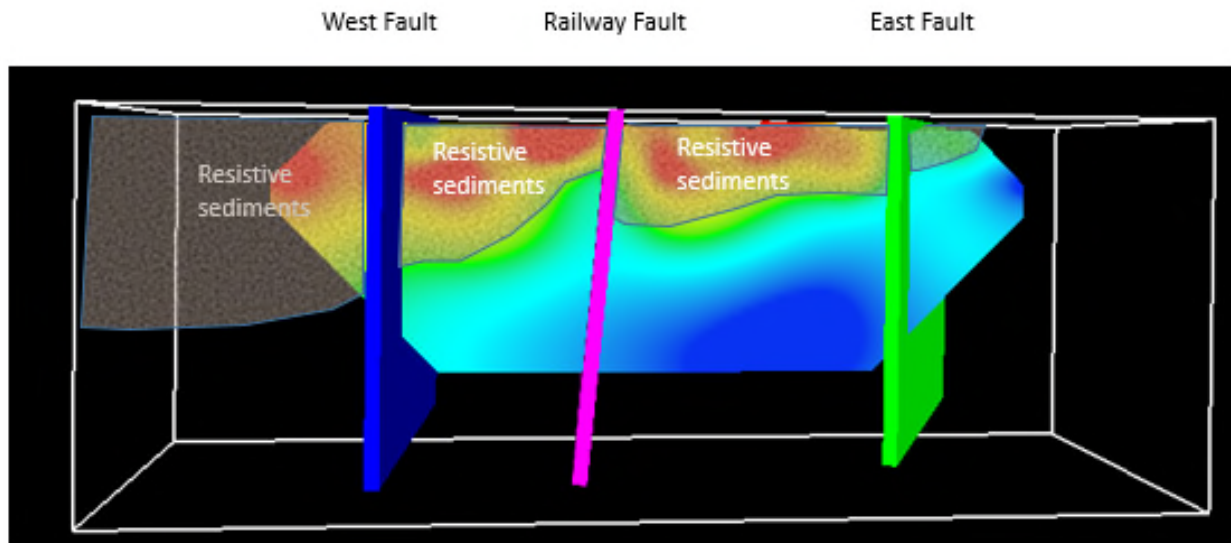 West Fault
Railway Fault
East Fault
Resistive
sediments
Resistive
sediments
Resistive
sediments